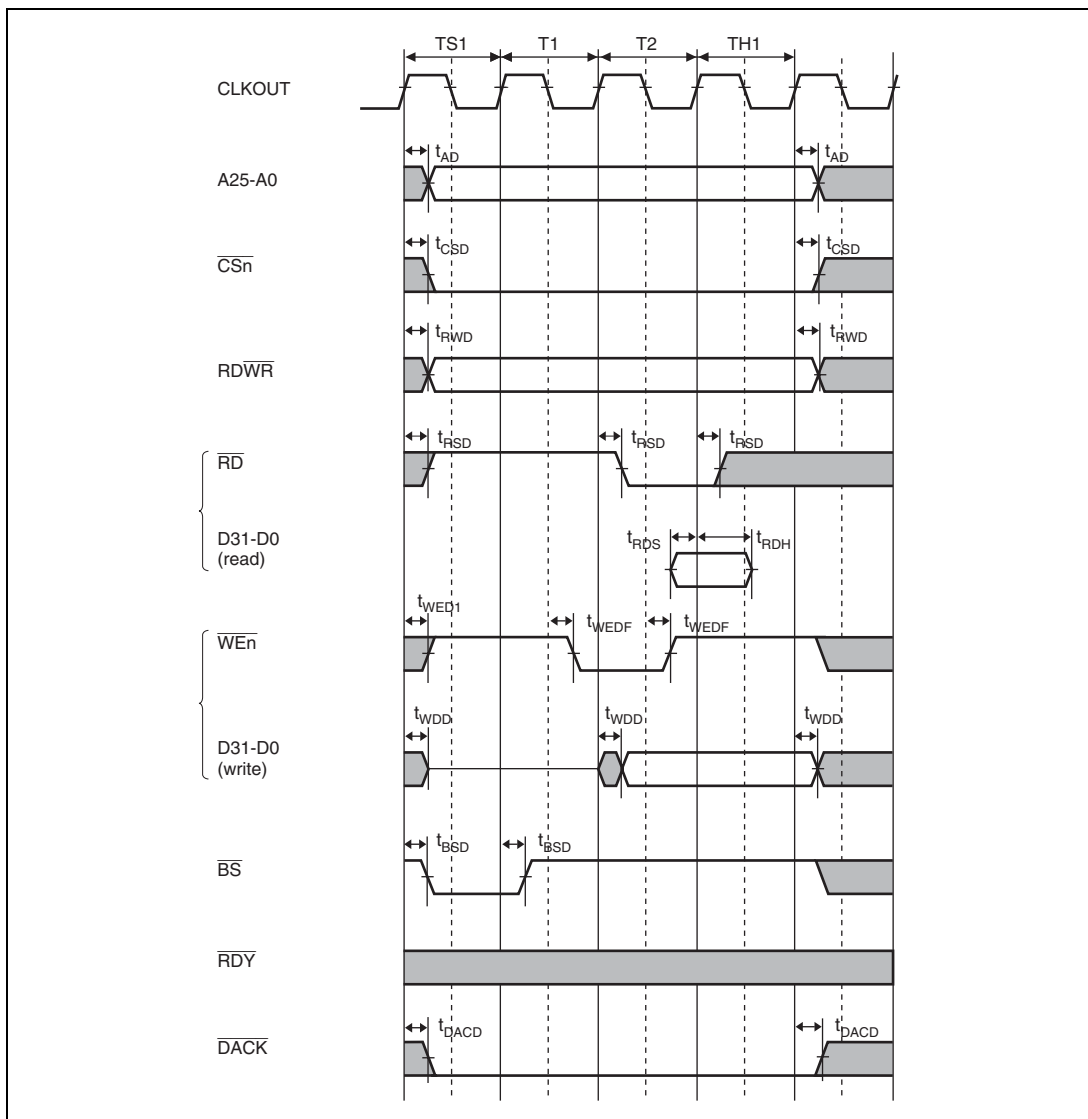 TS1 T1 T2 TH1
CLKOUT
tAD tAD
A25-A0
tCSD tCSD
CSn
tRWD tRWD
RDWR
tRSD tRSD tRSD
RD
D31-D0
(read)
tRDS tRDH
tWED1 tWEDF tWEDF
WEn
tWDD tWDD tWDD
D31-D0
(write)
tBSD tBSD
BS
RDY
tDACD tDACD
DACK